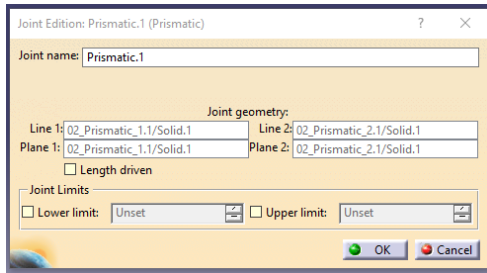 Joint Edition: Prismatic.1 (Prismatic) ? ×
Joint name: Prismatic.1
Joint geometry:
Line 1: 02_Prismatic_1.1/Solid.1 Line 2: 02_Prismatic_2.1/Solid.1
Plane 1: 02_Prismatic_1.1/Solid.1 Plane 2: 02_Prismatic_2.1/Solid.1
Length driven
Joint Limits
Lower limit: Unset Upper limit: Unset
OK Cancel